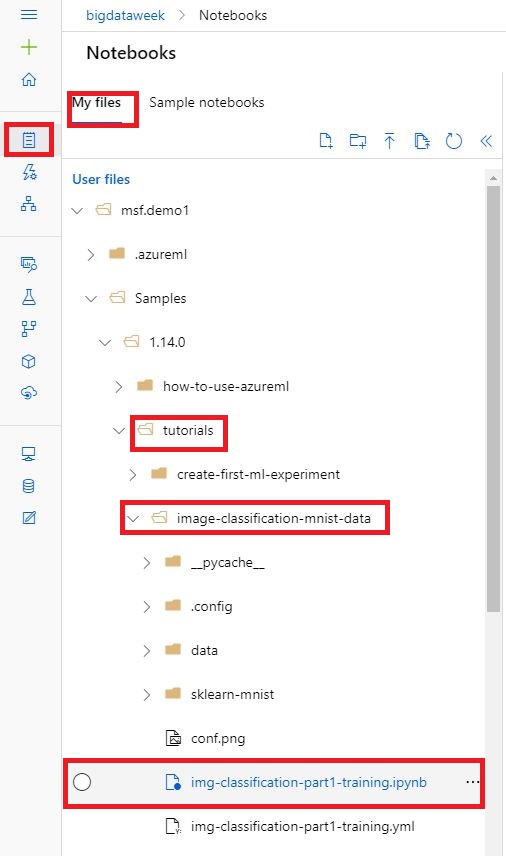 bigdataweek > Notebooks
Notebooks
My files Sample notebooks
User files
msf.demo1
.azureml
Samples
1.14.0
how-to-use-azureml
tutorials
create-first-ml-experiment
image-classification-mnist-data
__pycache__
.config
data
sklearn-mnist
conf.png
img-classification-part1-training.ipynb ...
img-classification-part1-training.yml